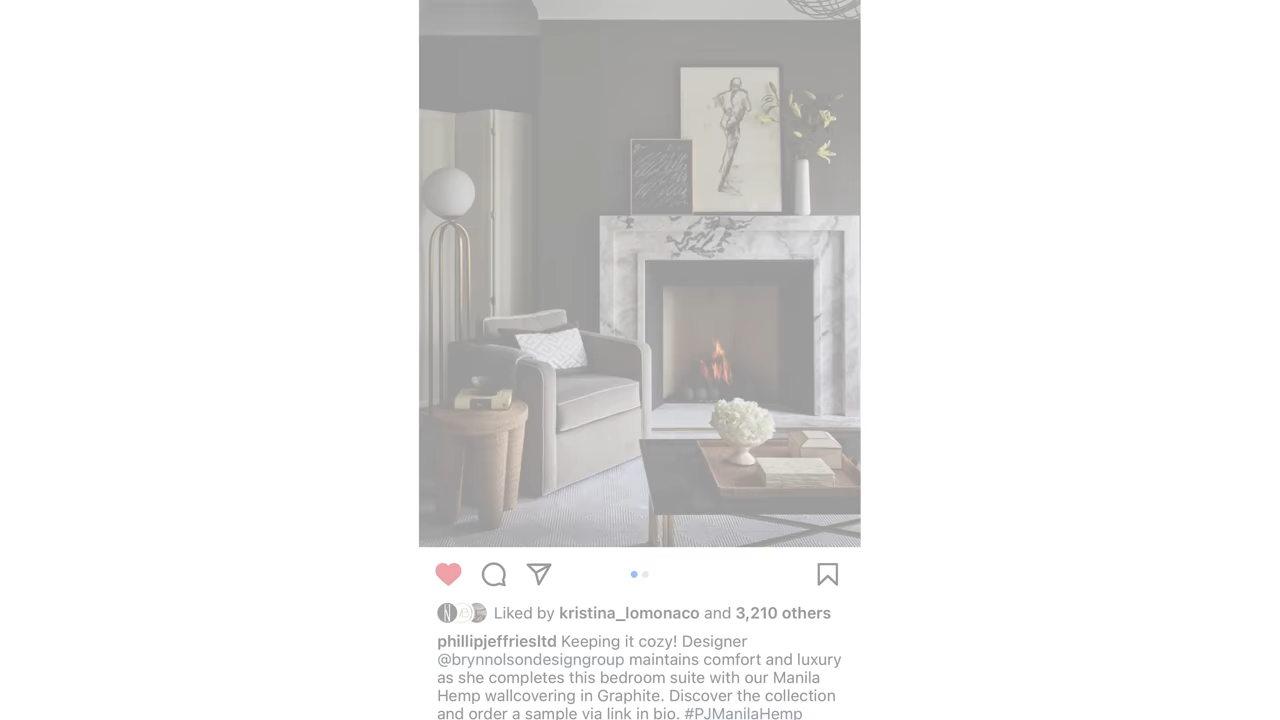 Liked by kristina_lomonaco and 3,210 others
phillipjeffriesltd Keeping it cozy! Designer
@brynnolsondesigngroup maintains comfort and luxury
as she completes this bedroom suite with our Manila
Hemp wallcovering in Graphite. Discover the collection
and order a sample via link in bio. #PJManilaHemp